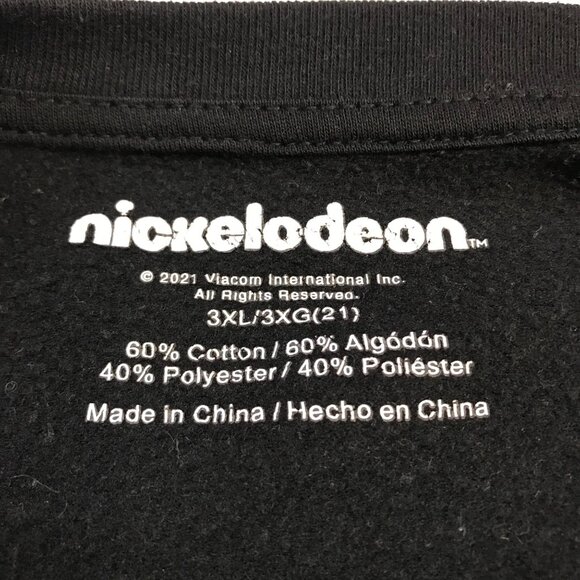 nickelodeon™
© 2021 Viacom International Inc.
All Rights Reserved.
3XL/3XG(21)
60% Cotton / 60% Algódón
40% Polyester / 40% Poliéster
Made in China / Hecho en China